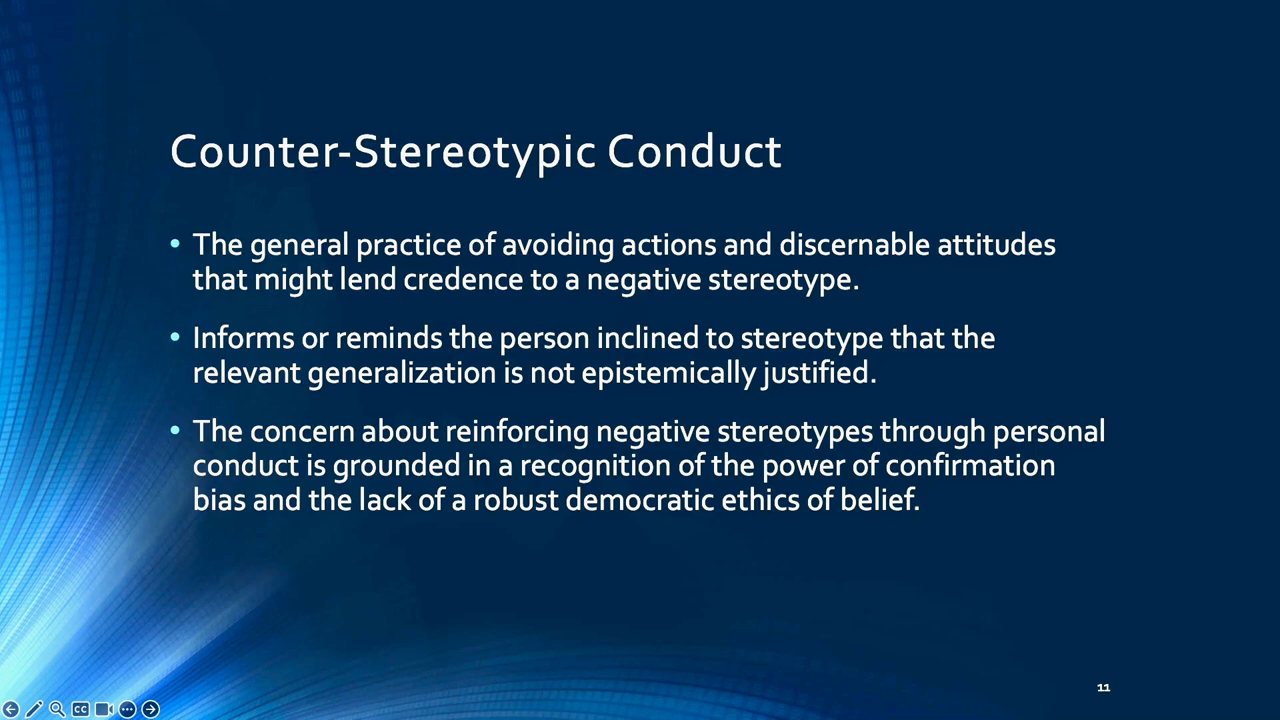 Counter-Stereotypic Conduct
• The general practice of avoiding actions and discernable attitudes
that might lend credence to a negative stereotype.
• Informs or reminds the person inclined to stereotype that the
relevant generalization is not epistemically justified.
• The concern about reinforcing negative stereotypes through personal
conduct is grounded in a recognition of the power of confirmation
bias and the lack of a robust democratic ethics of belief.
11
CC